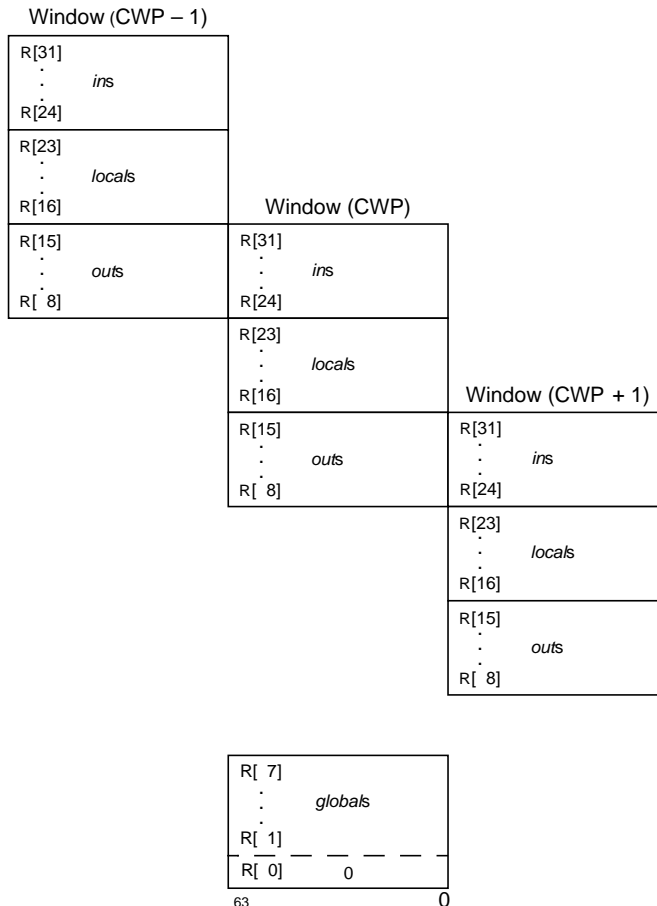 Window (CWP – 1)
R[31]
.
.
.
ins
R[24]
R[23]
.
.
.
locals
R[16]
R[15]
.
.
.
outs
R[ 8]
Window (CWP)
R[31]
.
.
.
ins
R[24]
R[23]
.
.
.
locals
R[16]
R[15]
.
.
.
outs
R[ 8]
Window (CWP + 1)
R[31]
.
.
.
ins
R[24]
R[23]
.
.
.
locals
R[16]
R[15]
.
.
.
outs
R[ 8]
R[ 7]
.
.
.
globals
R[ 1]
R[ 0] 0
63 0